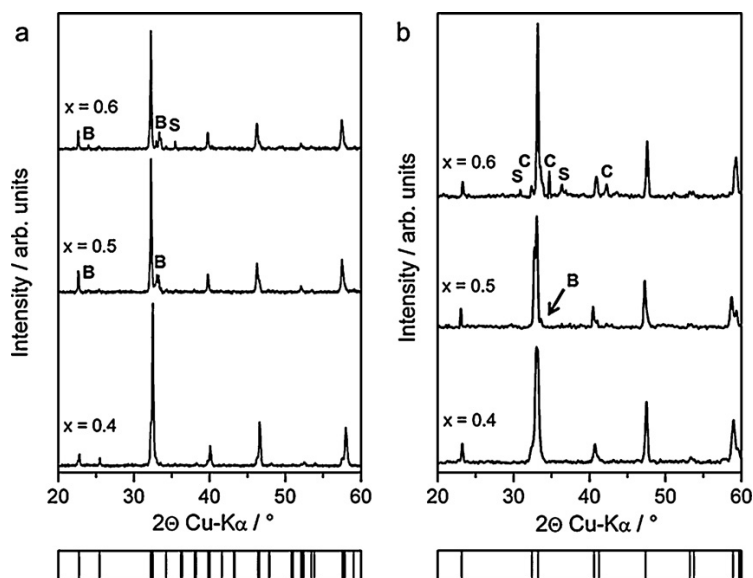 a
x = 0.6
B
B
S
x = 0.5
B
B
x = 0.4
Intensity / arb. units
20 30 40 50 60
2Θ Cu-Kα / °
b
x = 0.6
S
C
C
S
C
x = 0.5
B
x = 0.4
Intensity / arb. units
20 30 40 50 60
2Θ Cu-Kα / °